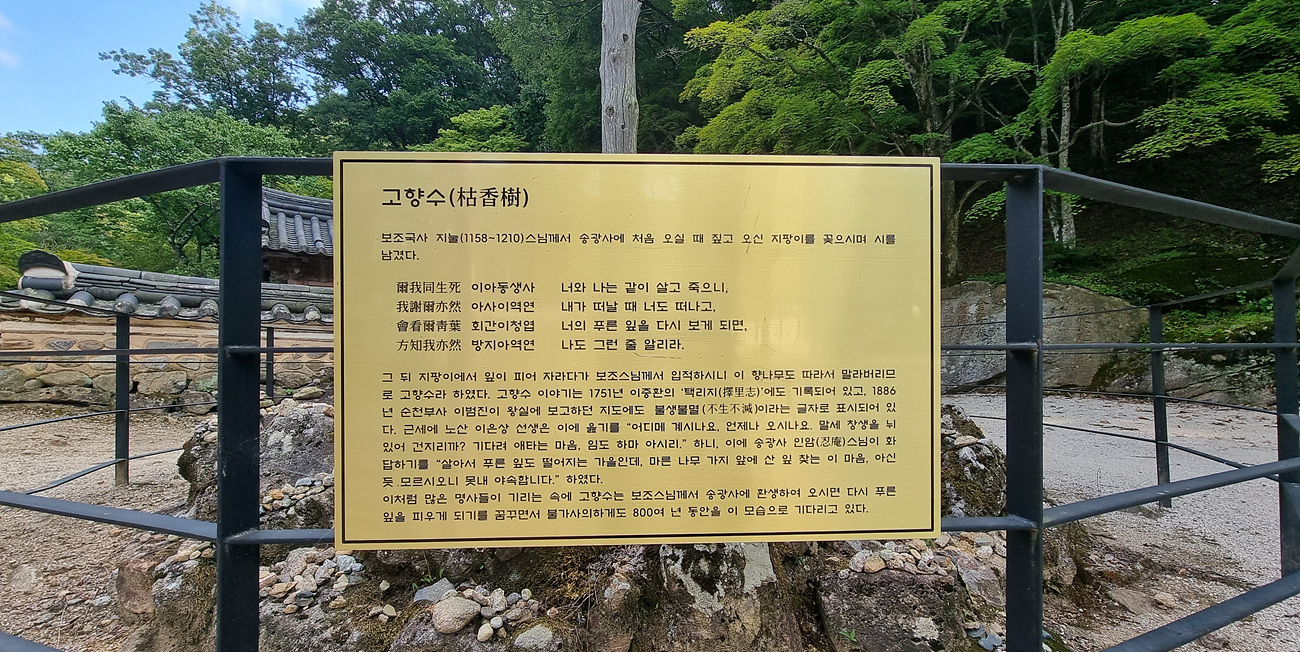 고향수(枯香樹)
보조국사 지눌(1158~1210)스님께서 송광사에 처음 오실 때 짚고 오신 지팡이를 꽂으시며 시를
남겼다.
爾我同生死 이아동생사 너와 나는 같이 살고 죽으니,
我謝爾亦然 아사이역연 내가 떠날 때 너도 떠나고,
會看爾靑葉 회간이청엽 너의 푸른 잎을 다시 보게 되면,
方知我亦然 방지아역연 나도 그런 줄 알리라.
그 뒤 지팡이에서 잎이 피어 자라다가 보조스님께서 입적하시니 이 향나무도 따라서 말라버리므
로 고향수라 하였다. 고향수 이야기는 1751년 이중환의 '택리지(擇里志)'에도 기록되어 있고, 1886
년 순천부사 이범진이 왕실에 보고하던 지도에도 불생불멸(不生不滅)이라는 글자로 표시되어 있
다. 근세에 노산 이은상 선생은 이에 읊기를 "어디메 계시나요, 언제나 오시나요. 말세 창생을 뉘
있어 건지리까? 기다려 애타는 마음, 임도 하마 아시리." 하니, 이에 송광사 인암(忍庵)스님이 화
답하기를 "살아서 푸른 잎도 떨어지는 가을인데, 마른 나무 가지 앞에 산 잎 찾는 이 마음, 아신
듯 모르시오니 못내 야속합니다." 하였다.
이처럼 많은 명사들이 기리는 속에 고향수는 보조스님께서 송광사에 환생하여 오시면 다시 푸른
잎을 피우게 되기를 꿈꾸면서 불가사의하게도 800여 년 동안을 이 모습으로 기다리고 있다.